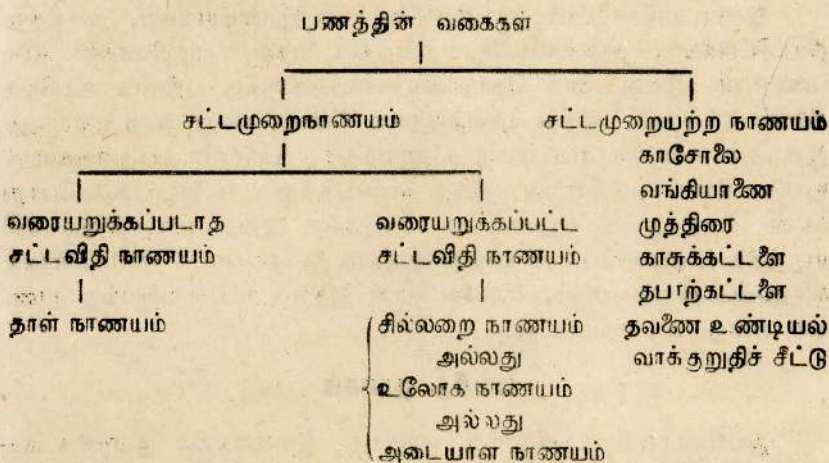 பணத்தின் வகைகள
சட்டமுறைநாணயம்
சட்டமுறையற்ற நாணயம்
காசோலை
வங்கியாணை
முத்திரை
காசுக்கட்டளை
தபாற்கட்டளை
தவணை உண்டியல்
வாக்குறுதிச் சீட்டு
வரையறுக்கப்படாத
சட்டவிதி நாணயம்
தாள் நாணயம்
வரையறுக்கப்பட்ட
சட்டவிதி நாணயம்
சில்லறை நாணயம்
அல்லது
உலோக நாணயம்
அல்லது
அடையாள நாணயம்